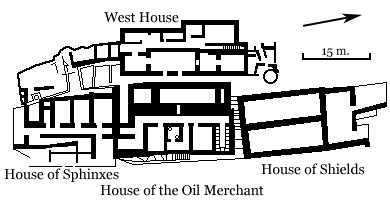 West House
15 m.
House of Sphinxes
House of Shields
House of the Oil Merchant